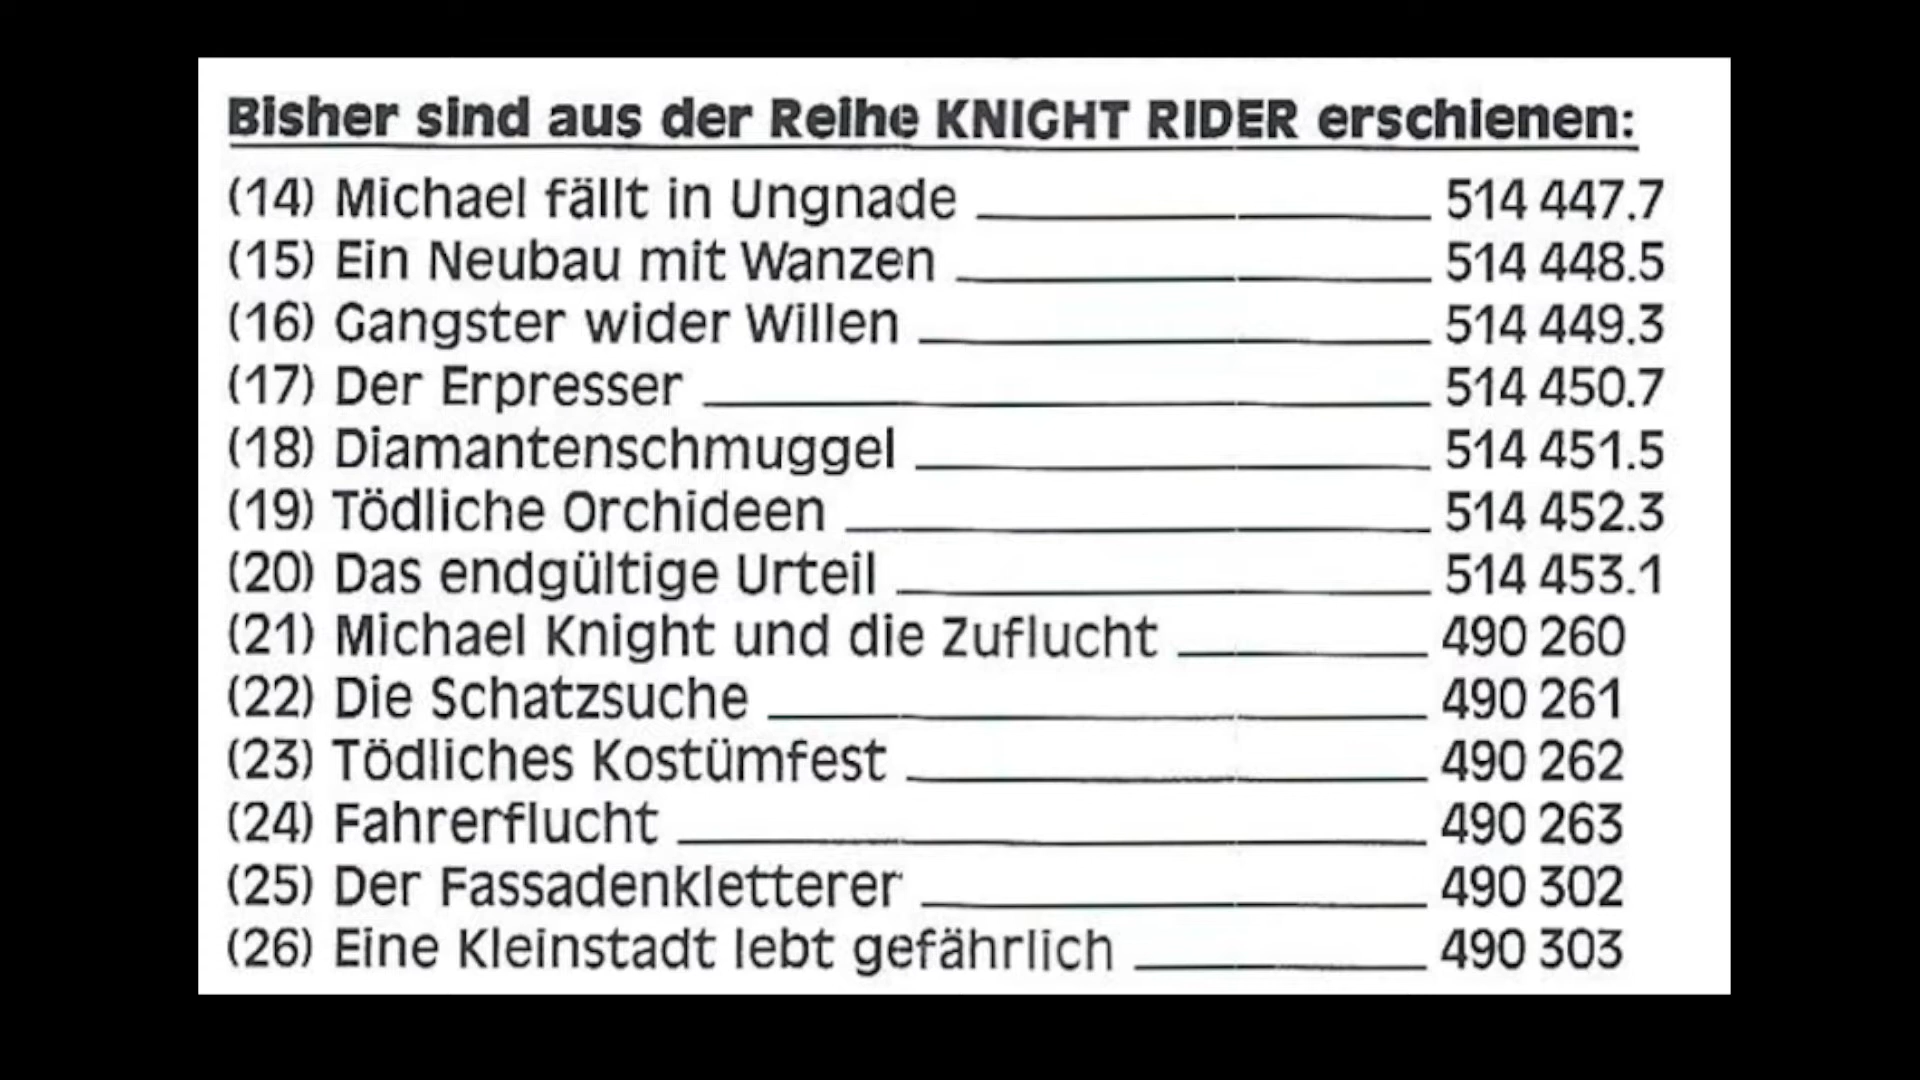 Bisher sind aus der Reihe KNIGHT RIDER erschienen:
(14) Michael fällt in Ungnade 514 447.7
(15) Ein Neubau mit Wanzen 514 448.5
(16) Gangster wider Willen 514 449.3
(17) Der Erpresser 514 450.7
(18) Diamantenschmuggel 514 451.5
(19) Tödliche Orchideen 514 452.3
(20) Das endgültige Urteil 514 453.1
(21) Michael Knight und die Zuflucht 490 260
(22) Die Schatzsuche 490 261
(23) Tödliches Kostümfest 490 262
(24) Fahrerflucht 490 263
(25) Der Fassadenkletterer 490 302
(26) Eine Kleinstadt lebt gefährlich 490 303